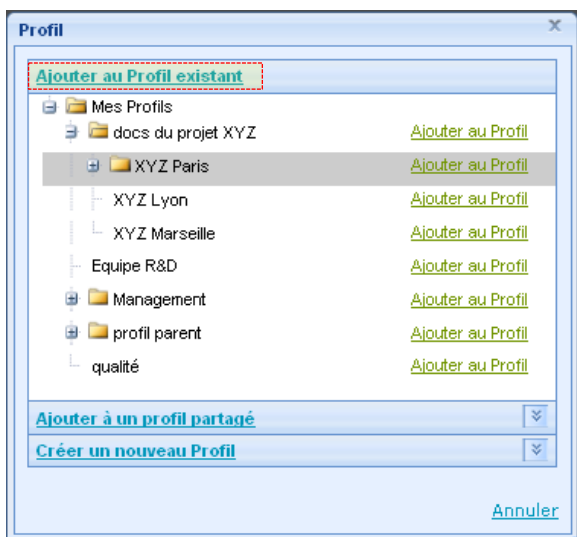 Profil
Ajouter au Profil existant
Mes Profils
docs du projet XYZ Ajouter au Profil
XYZ Paris Ajouter au Profil
XYZ Lyon Ajouter au Profil
XYZ Marseille Ajouter au Profil
Equipe R&D Ajouter au Profil
Management Ajouter au Profil
profil parent Ajouter au Profil
qualité Ajouter au Profil
Ajouter à un profil partagé
Créer un nouveau Profil
Annuler